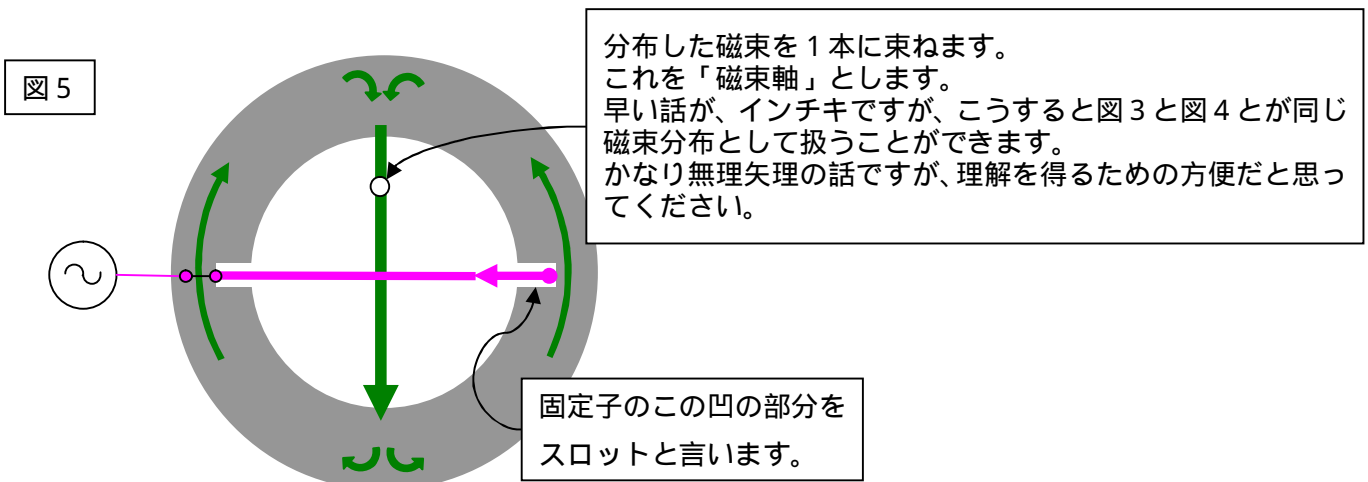 図5
分布した磁束を1本に束ねます。
これを「磁束軸」とします。
早い話が、インチキですが、こうすると図3と図4とが同じ
磁束分布として扱うことができます。
かなり無理矢理の話ですが、理解を得るための方便だと思っ
てください。
固定子のこの凹の部分を
スロットと言います。